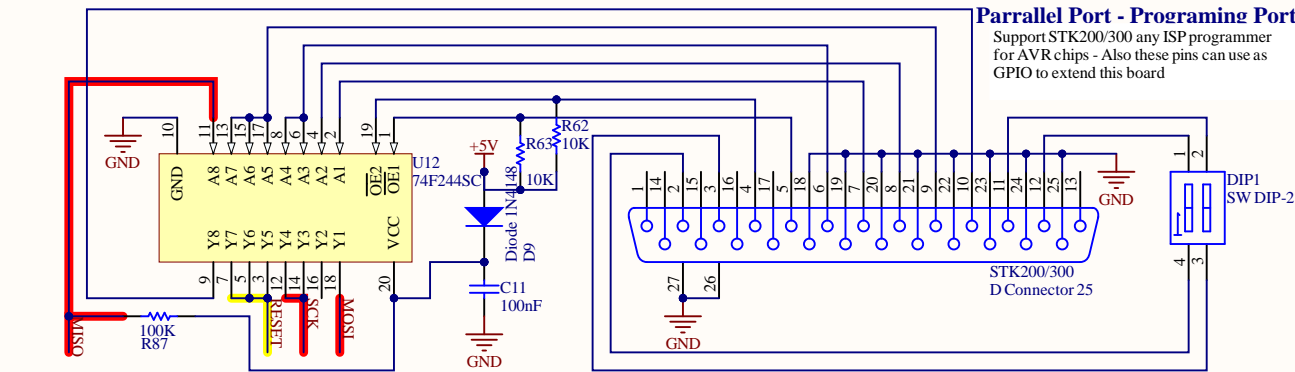 Parrallel Port - Programing Port
Support STK200/300 any ISP programmer
for AVR chips - Also these pins can use as
GPIO to extend this board
10
11
13
15
17
8
6
4
2
19
1
GND
GND
A8
A7
A6
A5
A4
A3
A2
A1
OE2
OE1
Y8
Y7
Y6
Y5
Y4
Y3
Y2
Y1
VCC
9
7
5
3
12
14
16
18
20
U12
74F244SC
+5V
R63
10K
R62
10K
Diode 1N4148
D9
C11
100nF
GND
MISO
100K
R87
RESET
SCK
MOSI
1
14
2
15
3
16
4
17
5
18
6
19
7
20
8
21
9
22
10
23
11
24
12
25
13
27
26
GND
STK200/300
D Connector 25
GND
1
2
DIP1
SW DIP-2
4
3